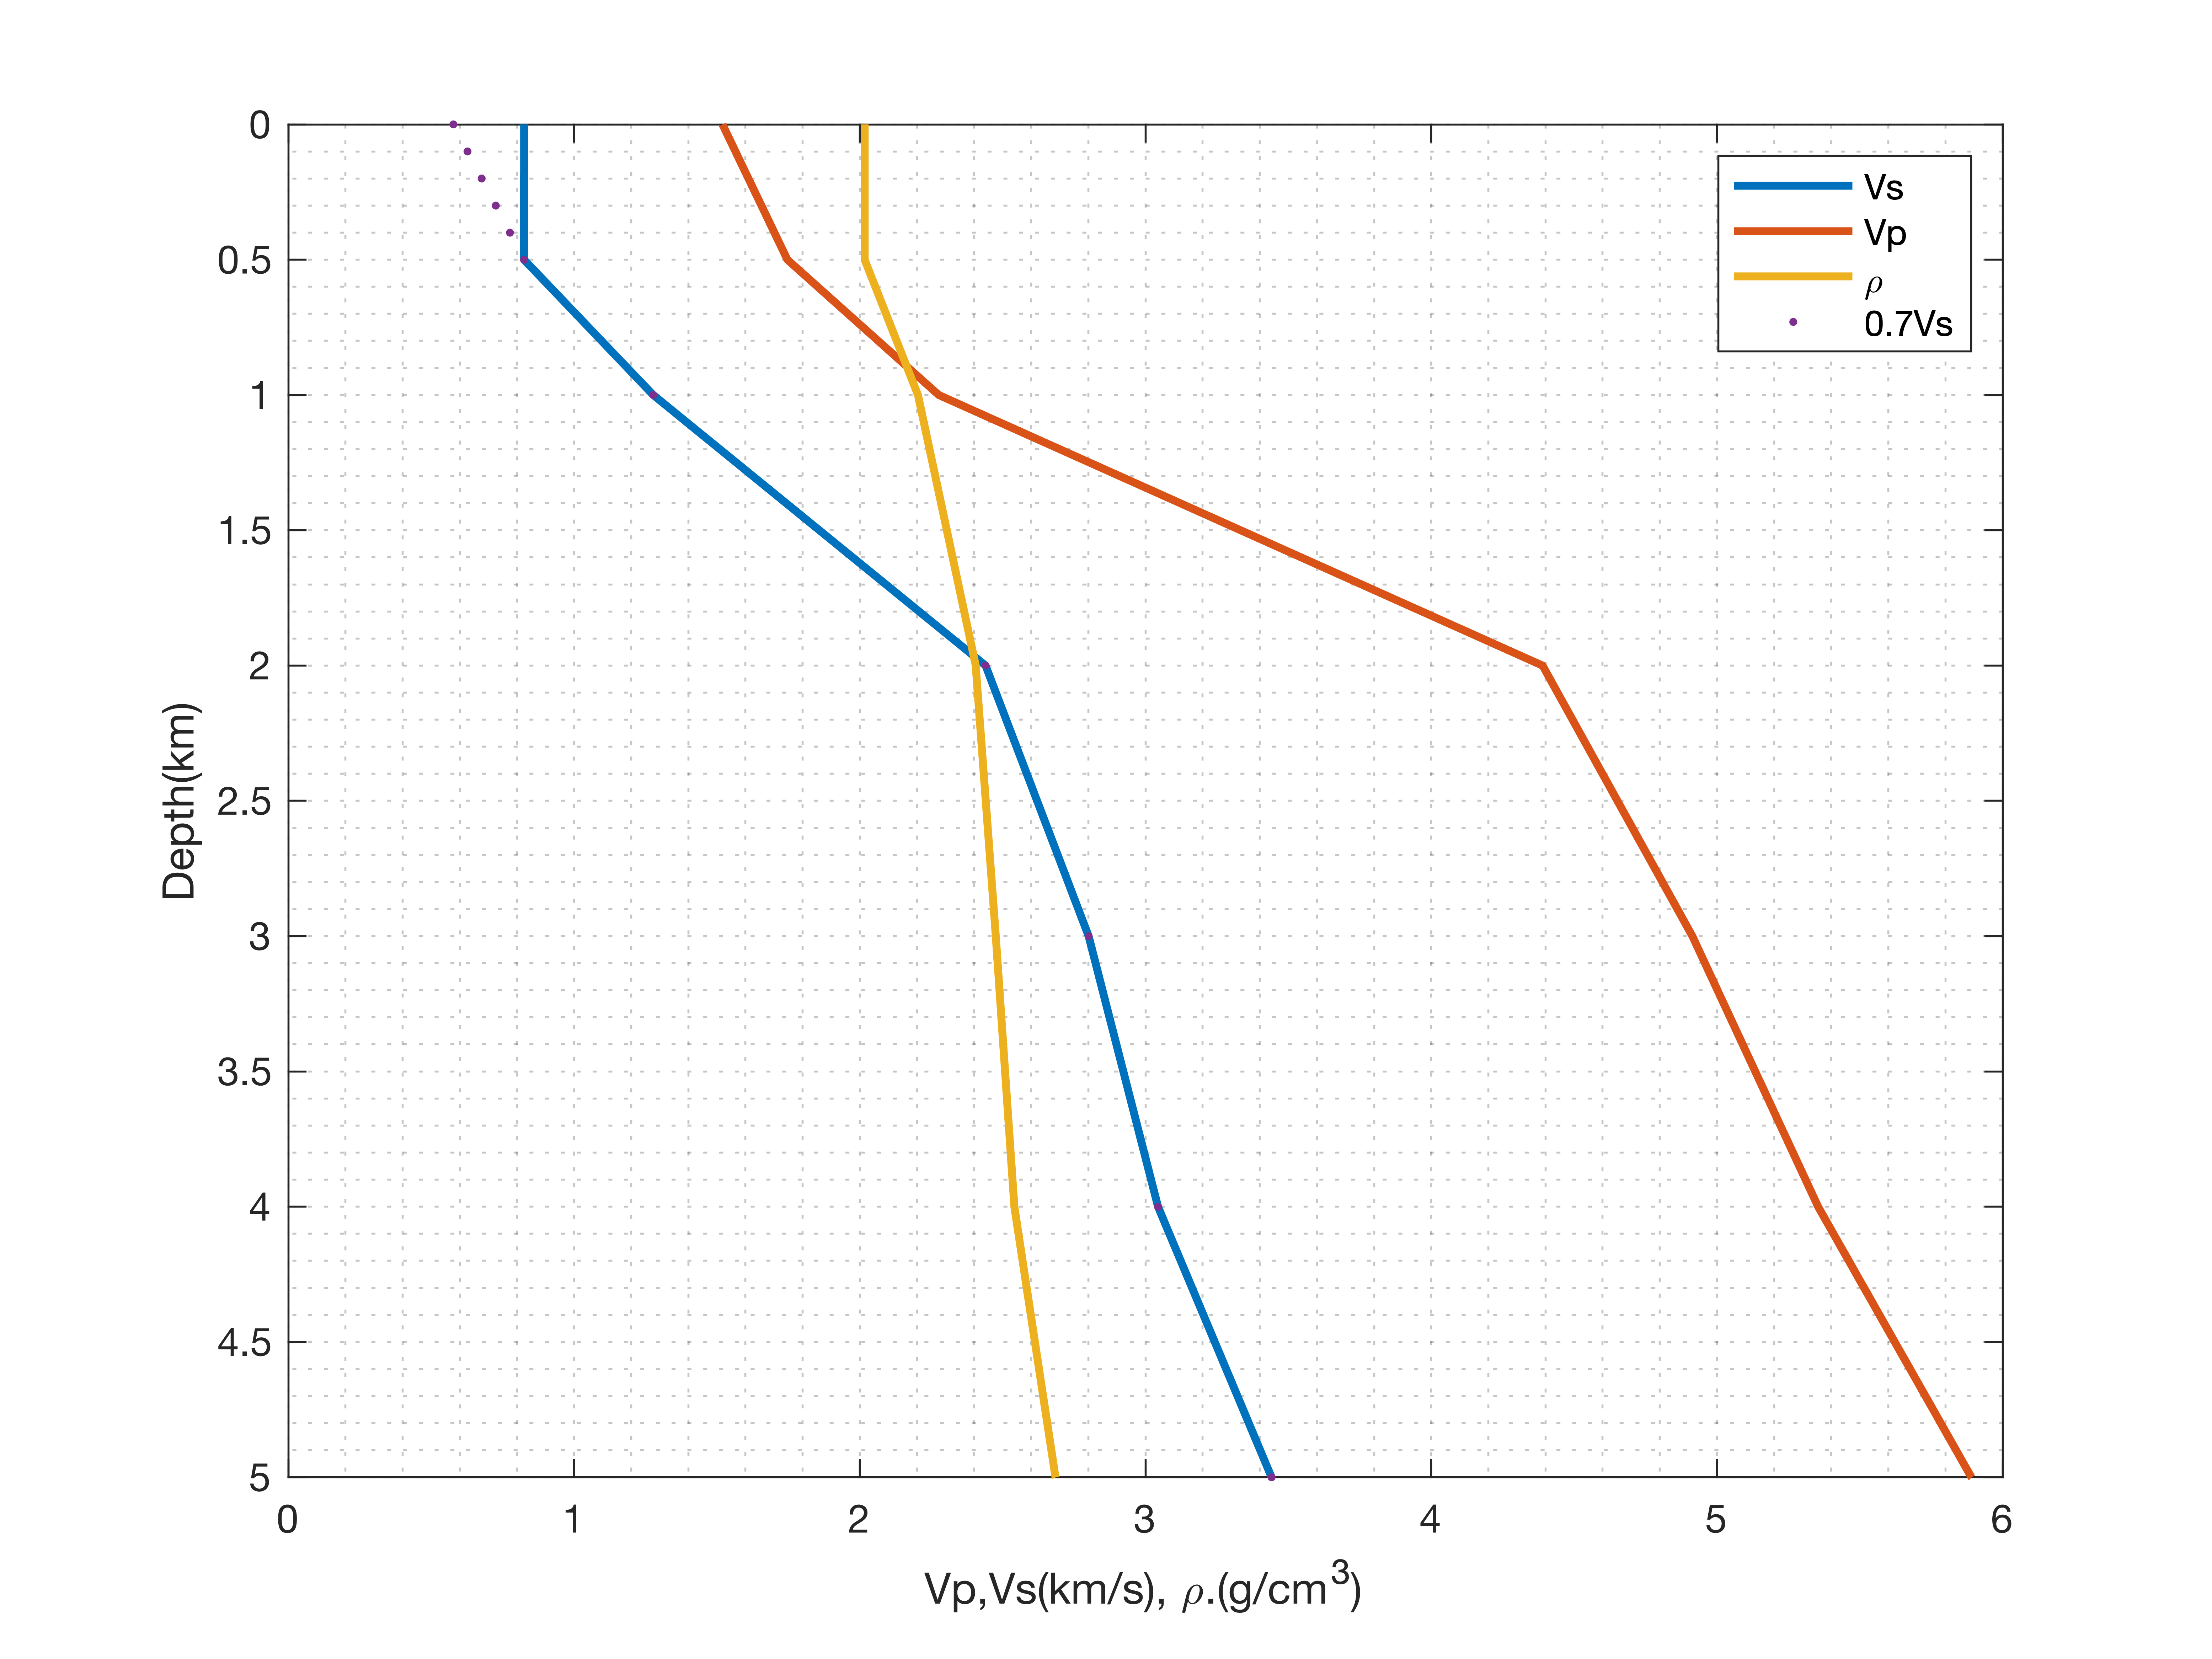 0
0.5
1
1.5
2
2.5
3
3.5
4
4.5
5
Depth(km)
0 1 2 3 4 5 6
Vp,Vs(km/s), ρ.(g/cm³)
Vs
Vp
ρ
0.7Vs